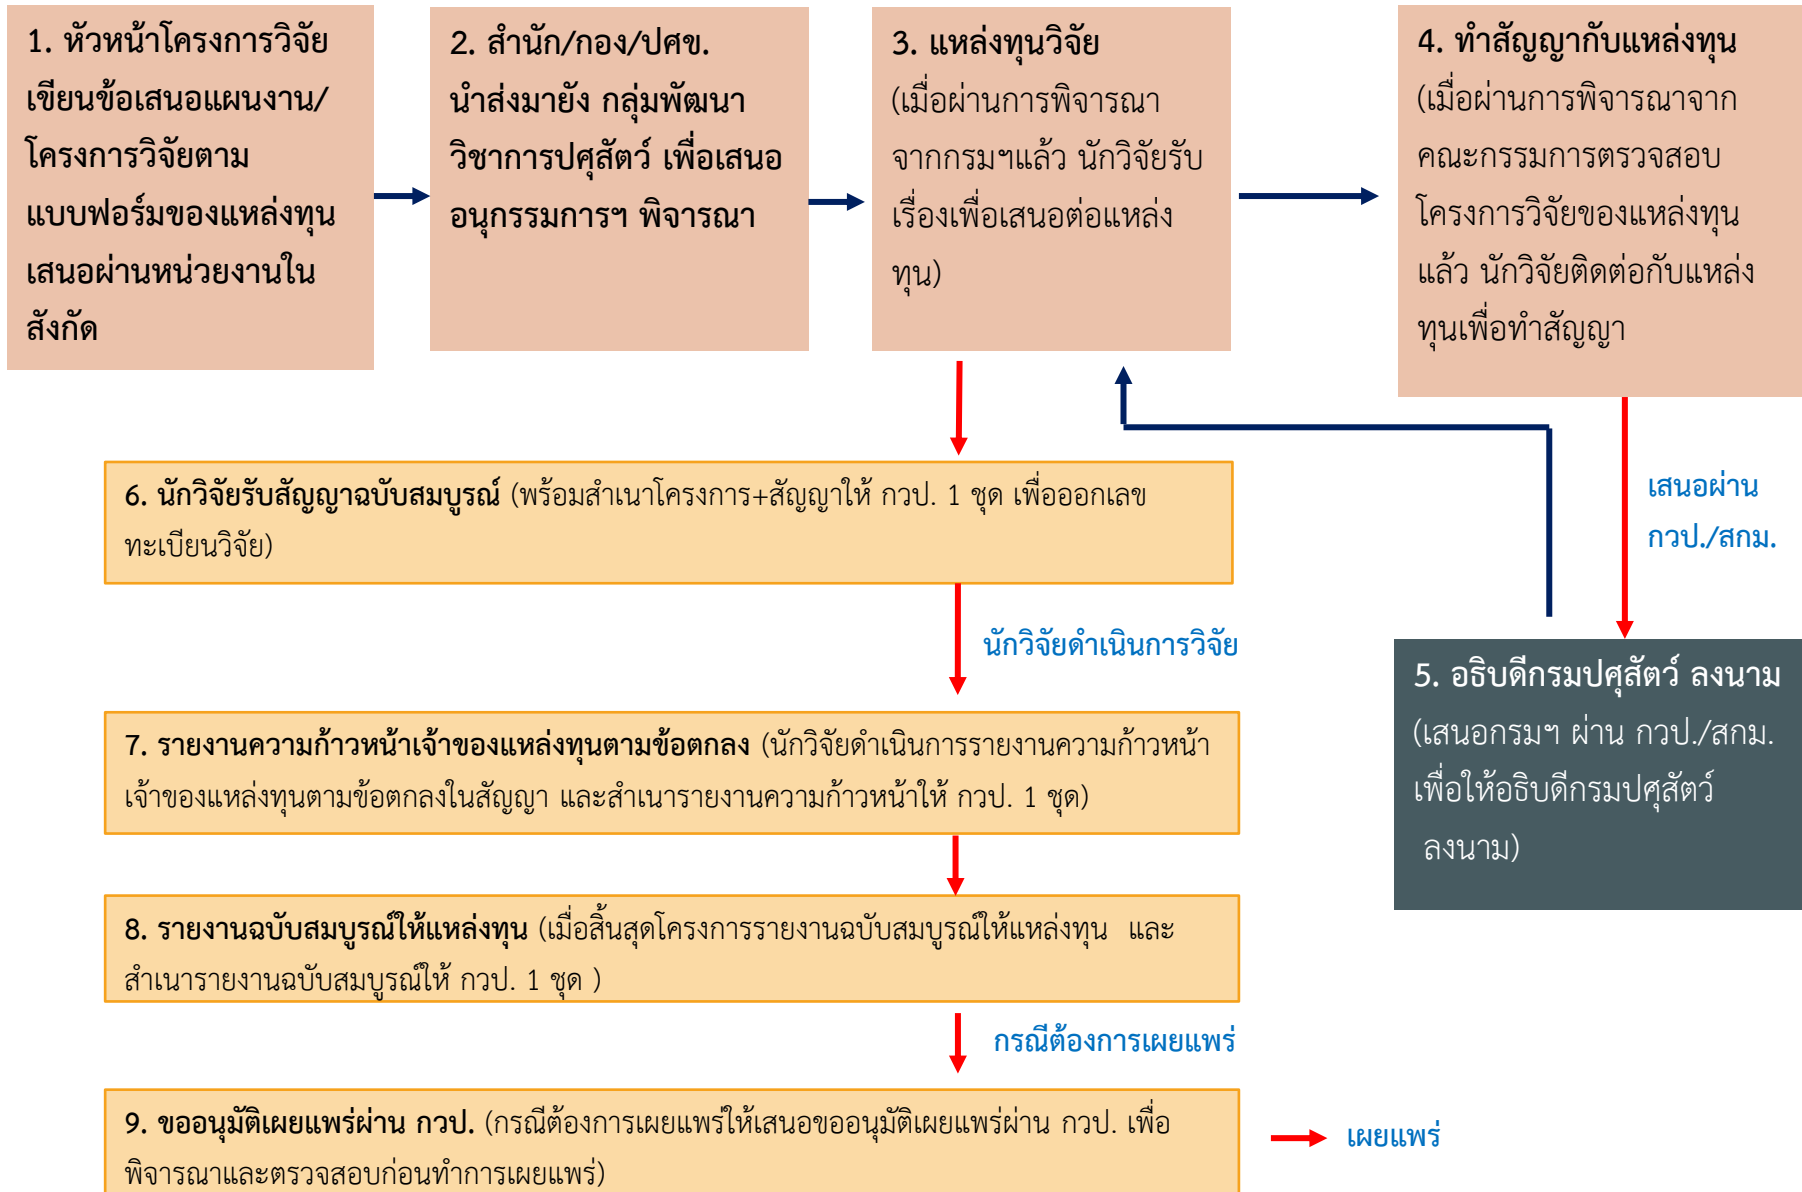 1. หัวหน้าโครงการวิจัย
เขียนข้อเสนอแผนงาน/
โครงการวิจัยตาม
แบบฟอร์มของแหล่งทุน
เสนอผ่านหน่วยงานใน
สังกัด
2. สำนัก/กอง/ปศข.
นำส่งมายัง กลุ่มพัฒนา
วิชาการปศุสัตว์ เพื่อเสนอ
อนุกรรมการฯ พิจารณา
3. แหล่งทุนวิจัย
(เมื่อผ่านการพิจารณา
จากกรมฯแล้ว นักวิจัยรับ
เรื่องเพื่อเสนอต่อแหล่ง
ทุน)
4. ทำสัญญากับแหล่งทุน
(เมื่อผ่านการพิจารณาจาก
คณะกรรมการตรวจสอบ
โครงการวิจัยของแหล่งทุน
แล้ว นักวิจัยติดต่อกับแหล่ง
ทุนเพื่อทำสัญญา
เสนอผ่าน
กวป./สกม.
5. อธิบดีกรมปศุสัตว์ ลงนาม
(เสนอกรมฯ ผ่าน กวป./สกม.
เพื่อให้อธิบดีกรมปศุสัตว์
ลงนาม)
6. นักวิจัยรับสัญญาฉบับสมบูรณ์ (พร้อมสำเนาโครงการ+สัญญาให้ กวป. 1 ชุด เพื่อออกเลข
ทะเบียนวิจัย)
นักวิจัยดำเนินการวิจัย
7. รายงานความก้าวหน้าเจ้าของแหล่งทุนตามข้อตกลง (นักวิจัยดำเนินการรายงานความก้าวหน้า
เจ้าของแหล่งทุนตามข้อตกลงในสัญญา และสำเนารายงานความก้าวหน้าให้ กวป. 1 ชุด)
8. รายงานฉบับสมบูรณ์ให้แหล่งทุน (เมื่อสิ้นสุดโครงการรายงานฉบับสมบูรณ์ให้แหล่งทุน และ
สำเนารายงานฉบับสมบูรณ์ให้ กวป. 1 ชุด )
กรณีต้องการเผยแพร่
9. ขออนุมัติเผยแพร่ผ่าน กวป. (กรณีต้องการเผยแพร่ให้เสนอขออนุมัติเผยแพร่ผ่าน กวป. เพื่อ
พิจารณาและตรวจสอบก่อนทำการเผยแพร่)
เผยแพร่